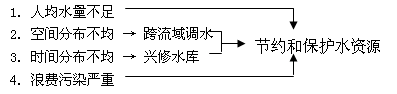 1. 人均水量不足
2. 空间分布不均 → 跨流域调水
3. 时间分布不均 → 兴修水库
节约和保护水资源
4. 浪费污染严重